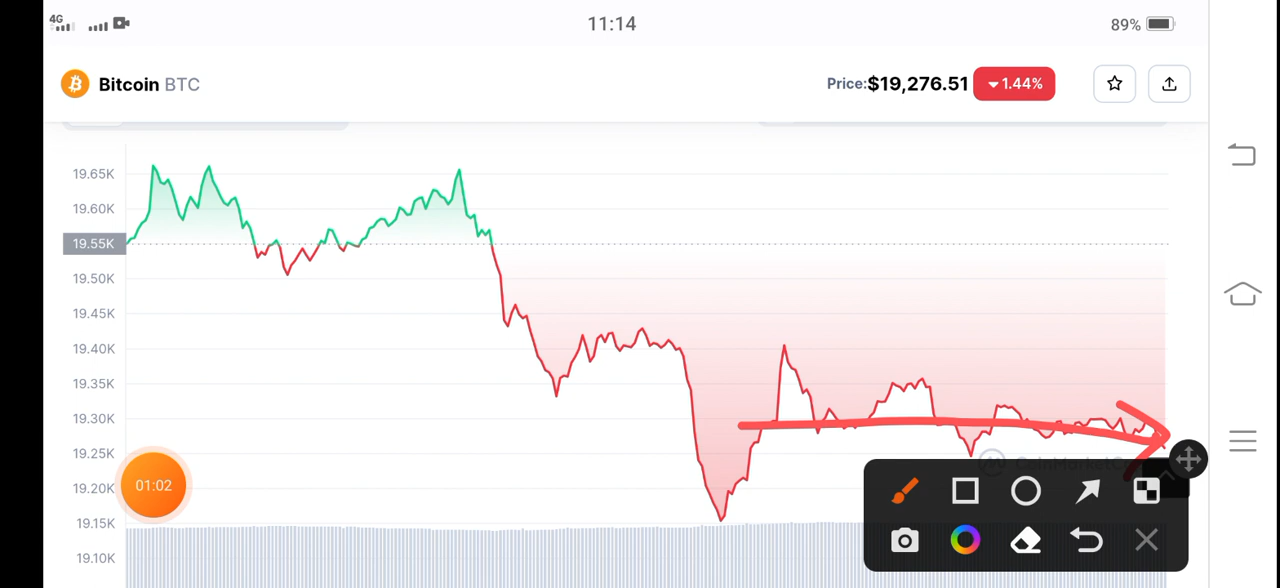 4G
11:14
89%
Bitcoin BTC
Price:$19,276.51 1.44%
19.65K
19.60K
19.55K
19.50K
19.45K
19.40K
19.35K
19.30K
19.25K
19.20K
19.15K
19.10K
01:02